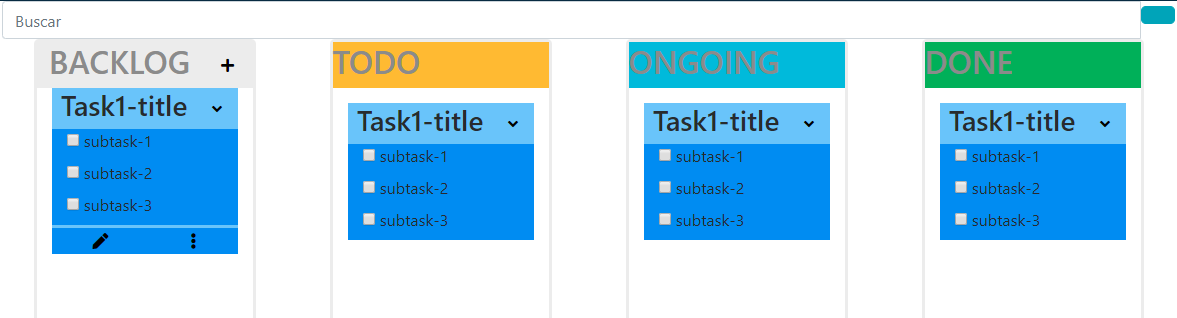 Buscar
BACKLOG +
TODO
ONGOING
DONE
Task1-title
subtask-1
subtask-2
subtask-3
Task1-title
subtask-1
subtask-2
subtask-3
Task1-title
subtask-1
subtask-2
subtask-3
Task1-title
subtask-1
subtask-2
subtask-3